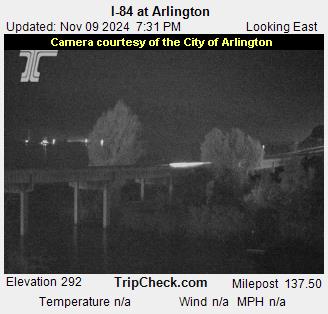 I-84 at Arlington
Updated: Nov 09 2024 7:31 PM Looking East
Camera courtesy of the City of Arlington
Elevation 292 TripCheck.com Milepost 137.50
Temperature n/a Wind n/a MPH n/a